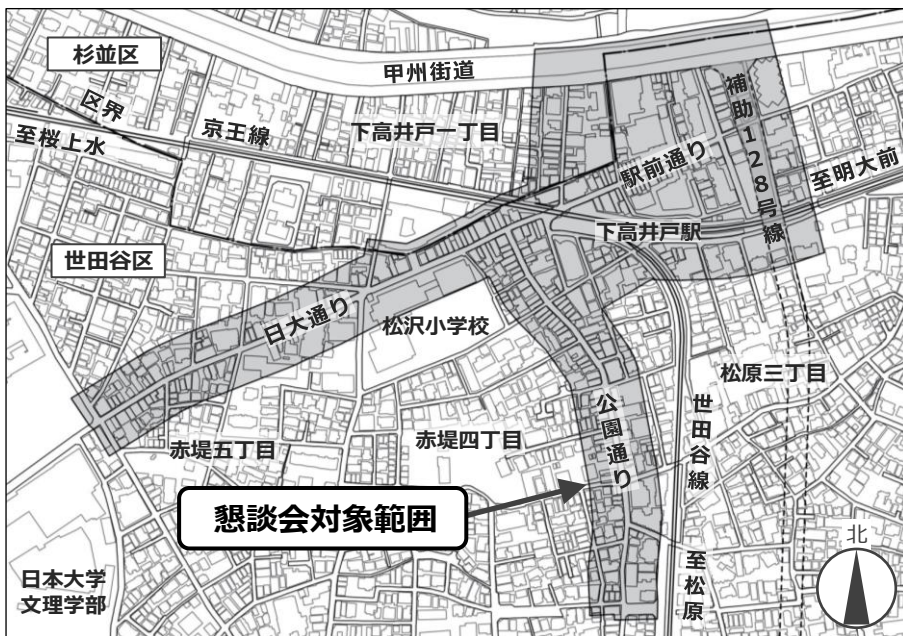 杉並区
甲州街道
区界
至桜上水
京王線
下高井戸一丁目
駅前通り
補助128号線
至明大前
下高井戸駅
世田谷区
日大通り
松沢小学校
松原三丁目
公園通り
世田谷線
赤堤五丁目
赤堤四丁目
懇談会対象範囲
至松原
北
日本大学
文理学部